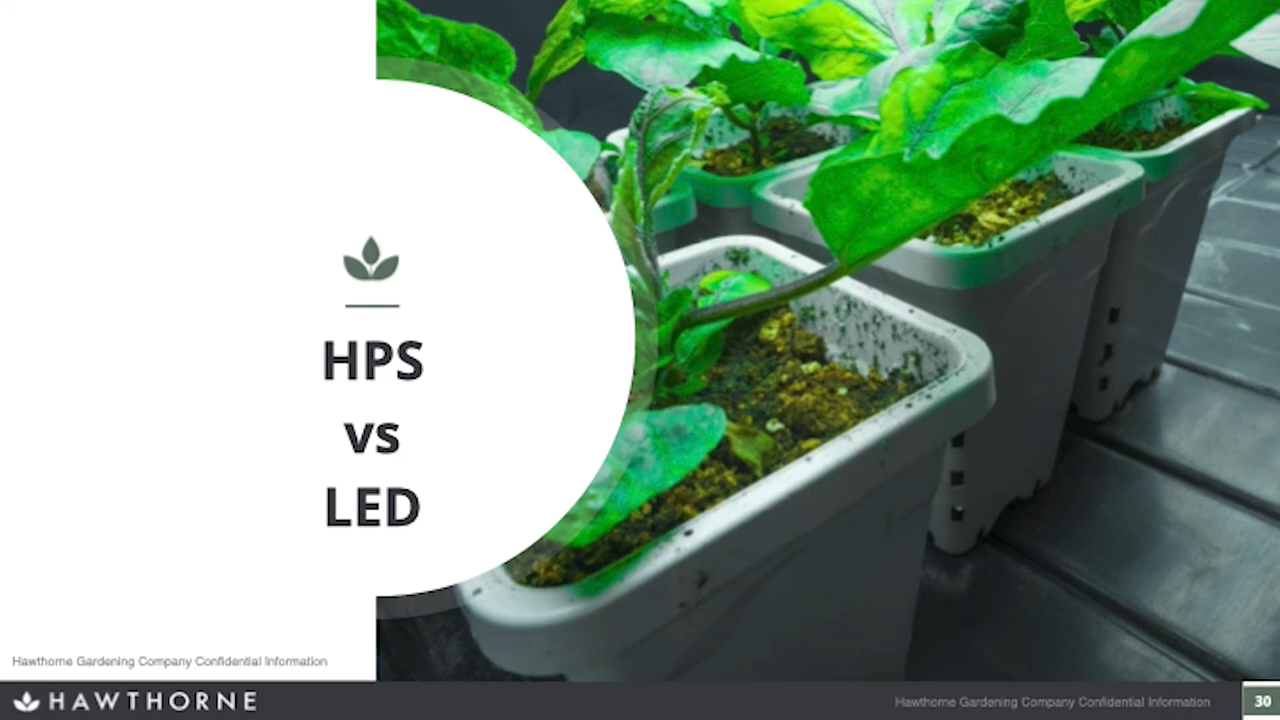 HPS
vs
LED
Hawthorne Gardening Company Confidential Information
HAWTHORNE
Hawthorne Gardening Company Confidential Information
30